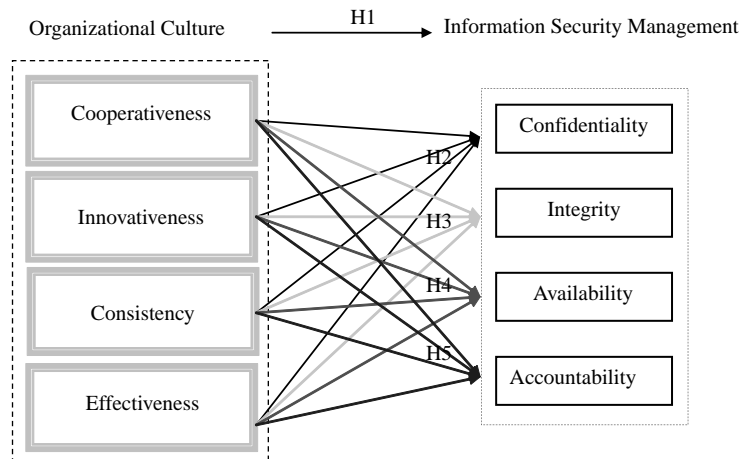 H1
Organizational Culture
Information Security Management
Cooperativeness
Innovativeness
Consistency
Effectiveness
H2
H3
H4
H5
Confidentiality
Integrity
Availability
Accountability